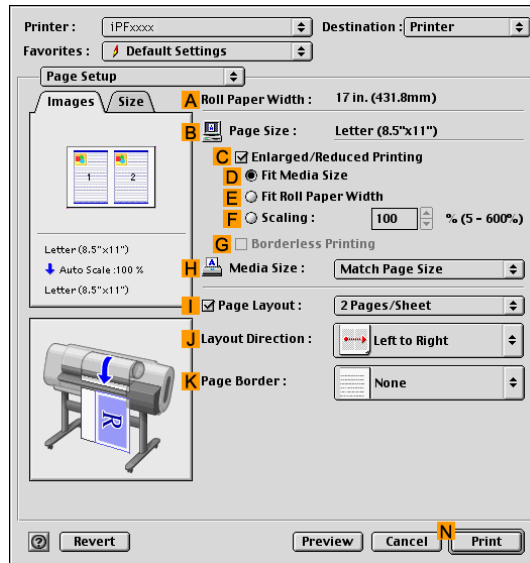 Printer : iPFxxxx Destination : Printer
Favorites : Default Settings
Page Setup
Images Size
A Roll Paper Width : 17 in. (431.8mm)
B Page Size : Letter (8.5"x11")
C Enlarged/Reduced Printing
D Fit Media Size
E Fit Roll Paper Width
F Scaling : 100 % (5 - 600%)
G Borderless Printing
1 2
Letter (8.5"x11")
Auto Scale :100 %
Letter (8.5"x11")
H Media Size : Match Page Size
I Page Layout : 2 Pages/Sheet
J Layout Direction : Left to Right
K Page Border : None
R
? Revert Preview Cancel N Print